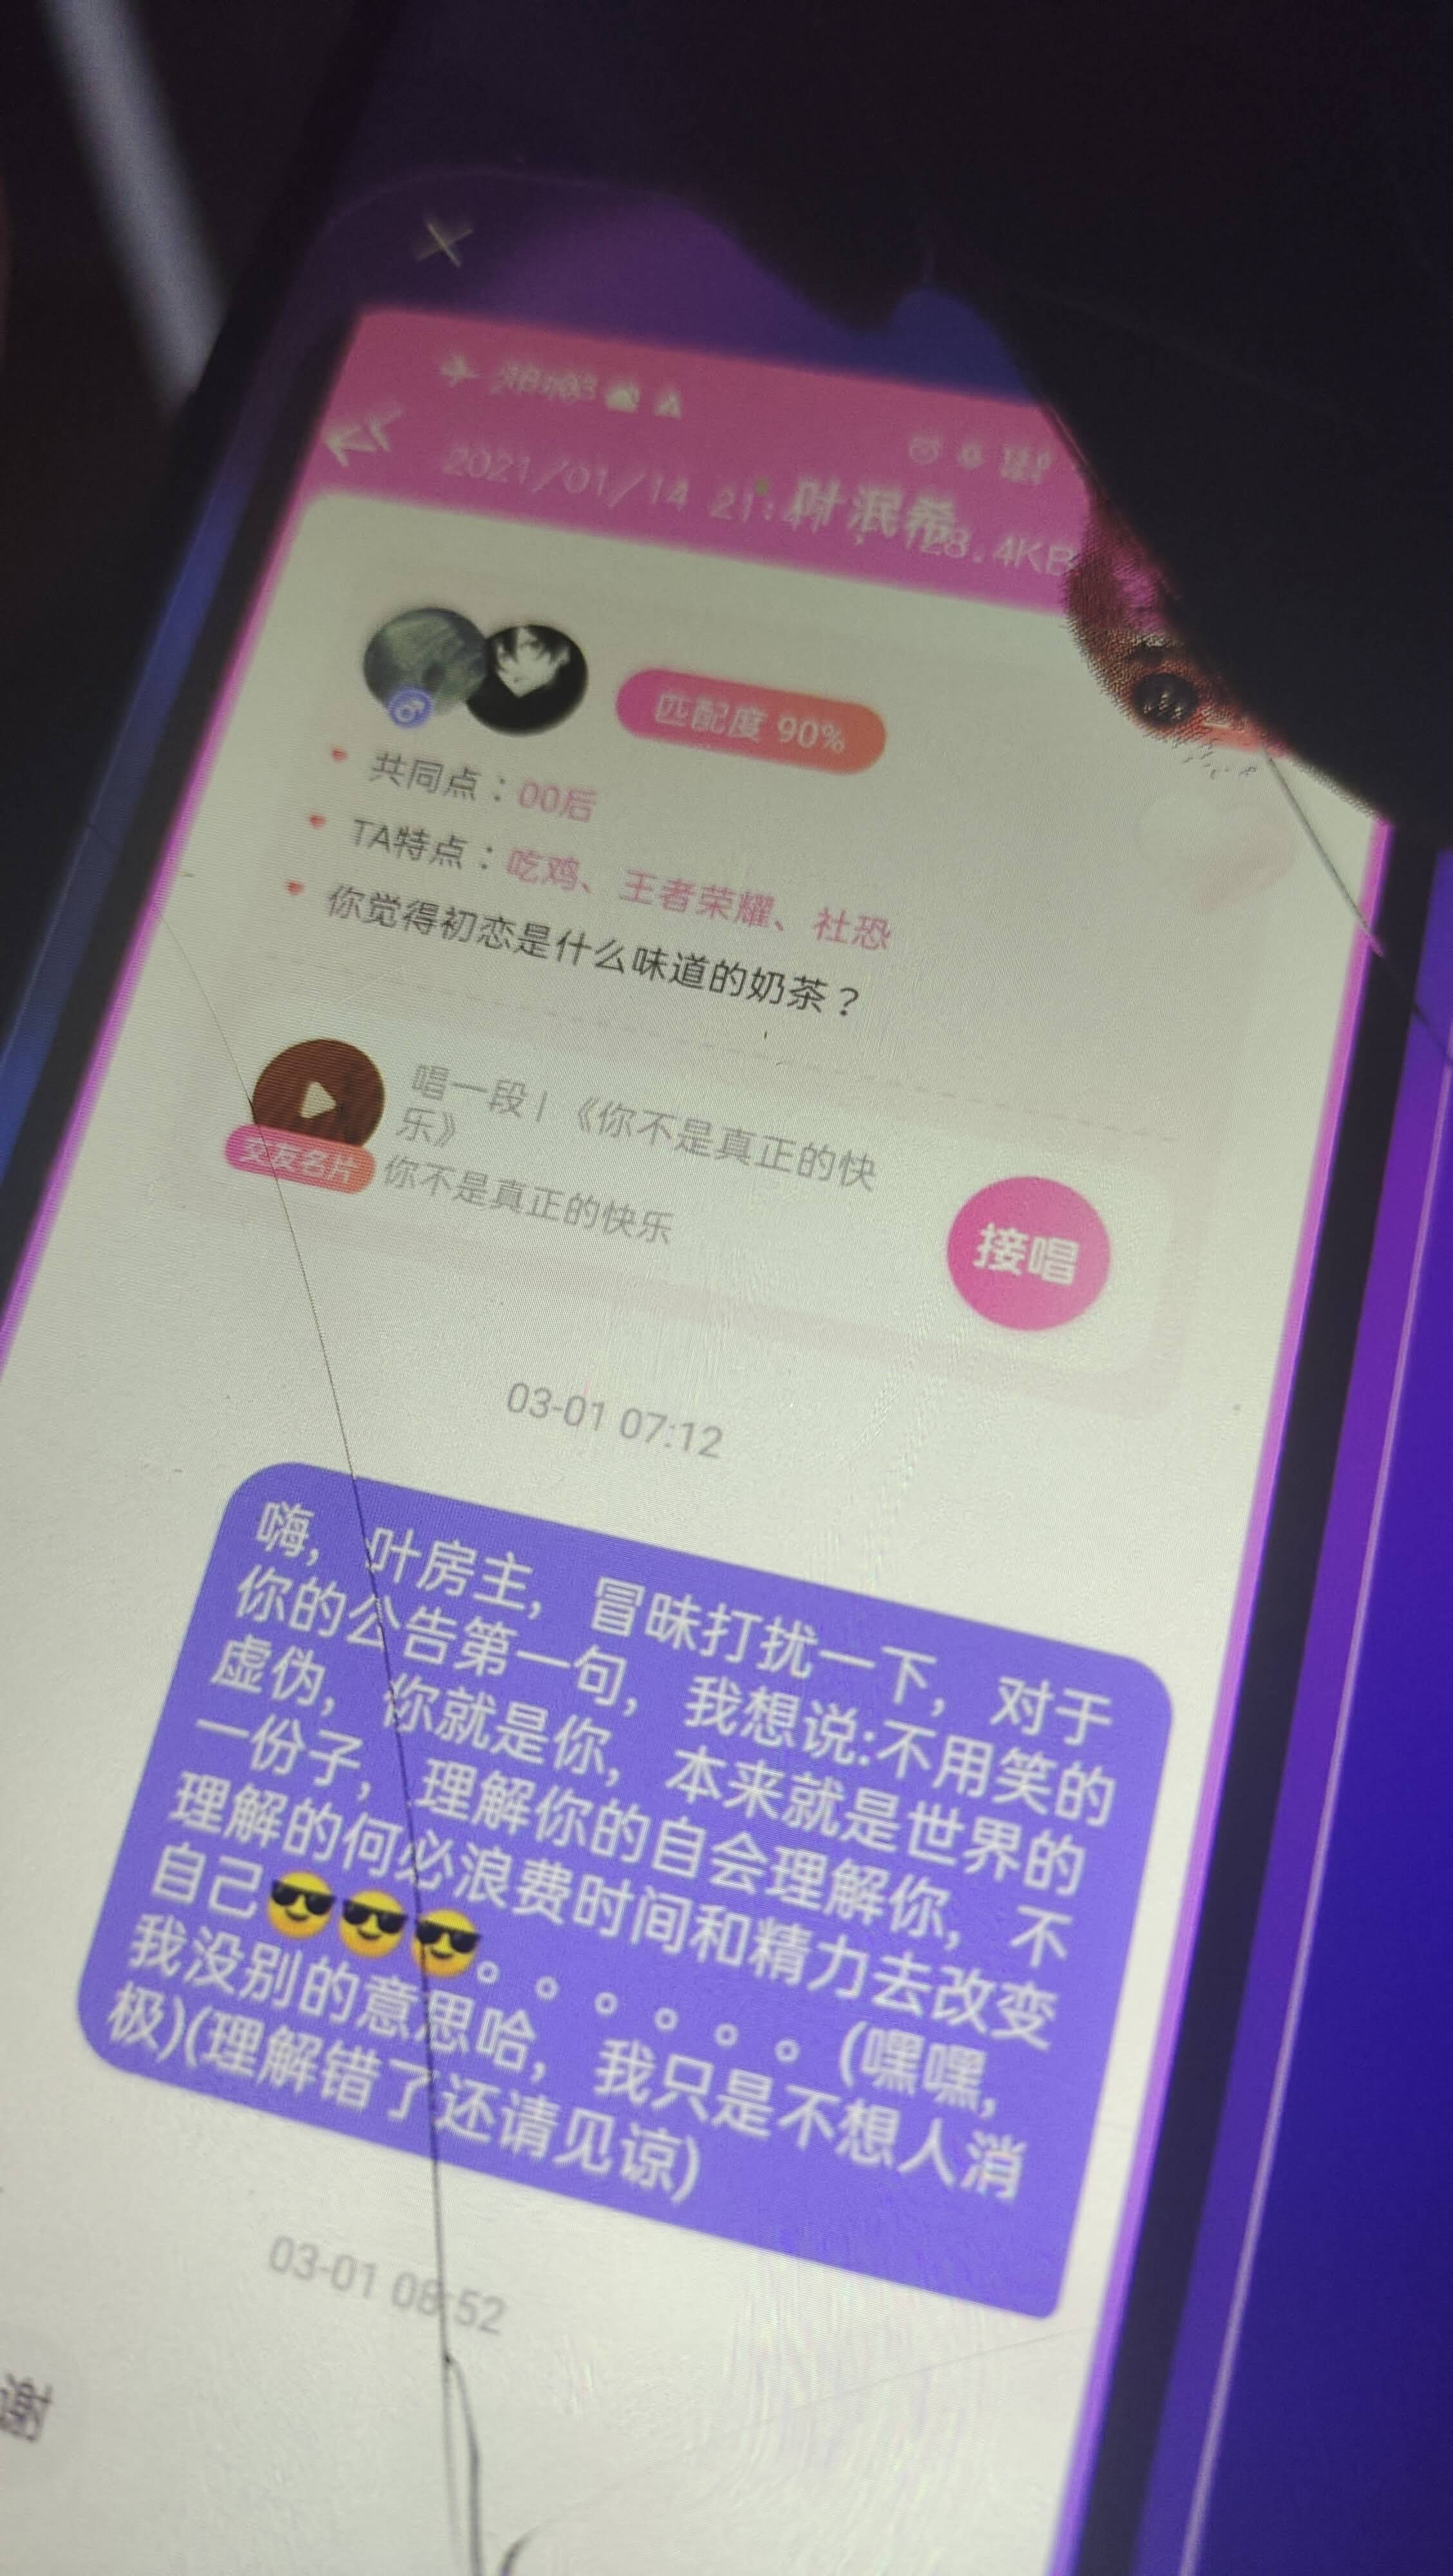 2021/01/14 21:4
叶泯希
128.4KB
匹配度 90%
共同点：00后
TA特点：吃鸡、王者荣耀、社恐
你觉得初恋是什么味道的奶茶？
唱一段 | 《你不是真正的快
乐》
交友名片
你不是真正的快乐
接唱
03-01 07:12
嗨， 叶房主， 冒昧打扰一下， 对于
你的公告第一句， 我想说:不用笑的
虚伪， 你就是你， 本来就是世界的
一份子， 理解你的自会理解你， 不
理解的何必浪费时间和精力去改变
自己😎😎😎。。。。。。(嘿嘿,
我没别的意思哈， 我只是不想人消
极)(理解错了还请见谅)
03-01 08:52
谢